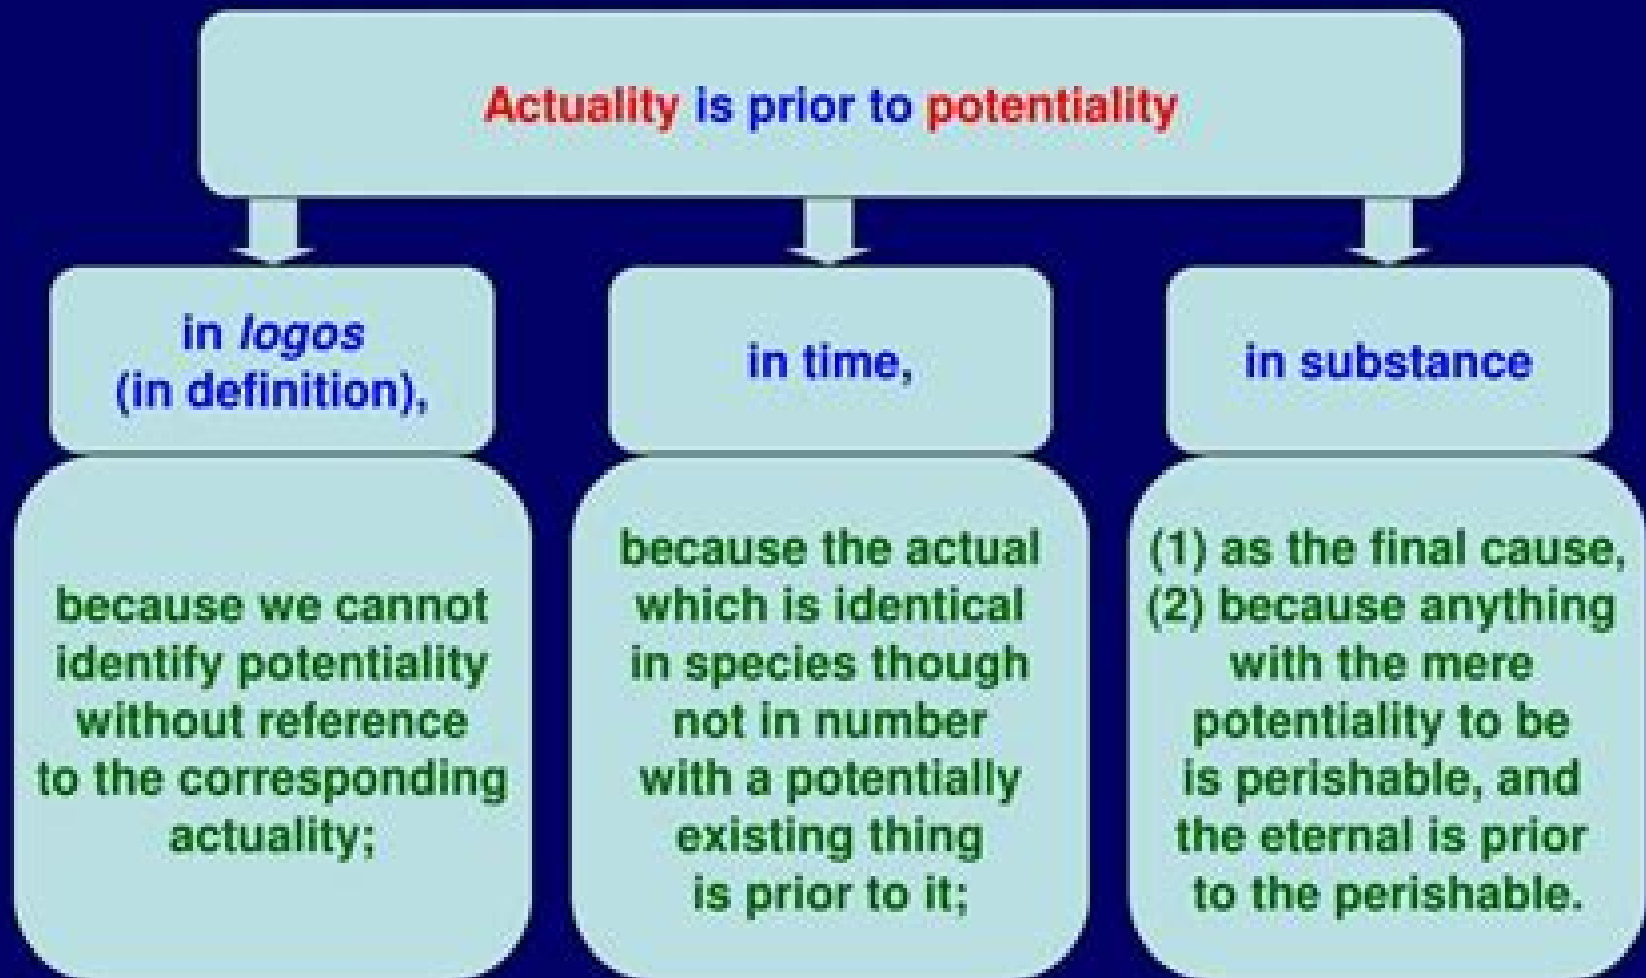 Actuality is prior to potentiality
in logos
(in definition),
because we cannot
identify potentiality
without reference
to the corresponding
actuality;
in time,
because the actual
which is identical
in species though
not in number
with a potentially
existing thing
is prior to it;
in substance
(1) as the final cause,
(2) because anything
with the mere
potentiality to be
is perishable, and
the eternal is prior
to the perishable.